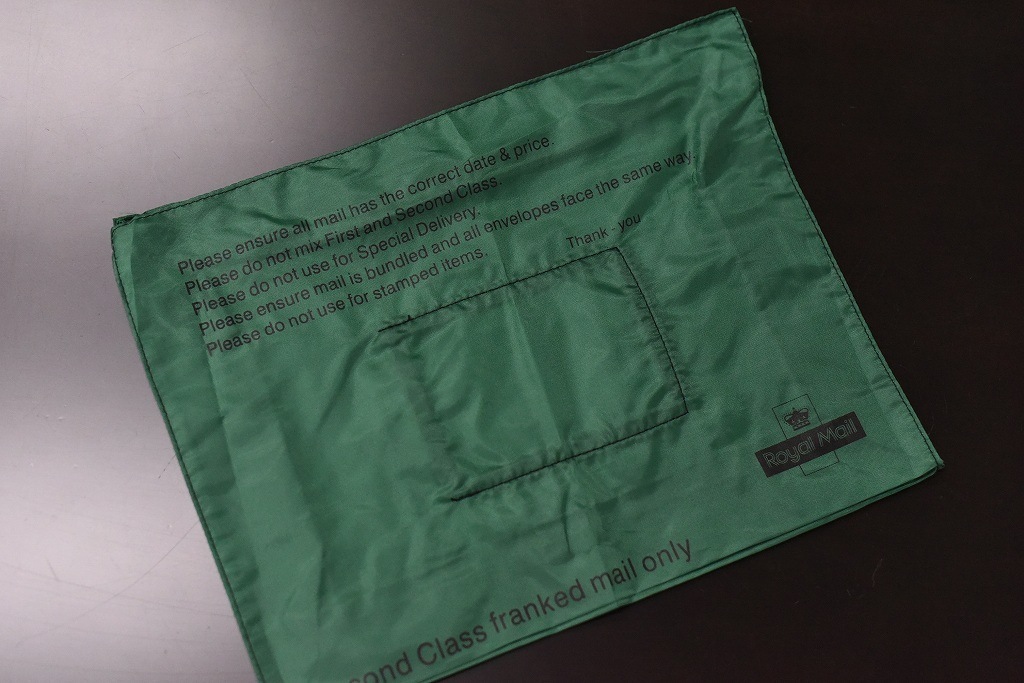 Please ensure all mail has the correct date & price.
Please do not mix First and Second Class.
Please do not use for Special Delivery.
Please ensure mail is bundled and all envelopes face the same way.
Please do not use for stamped items.
Thank - you
Royal Mail
ond Class franked mail only